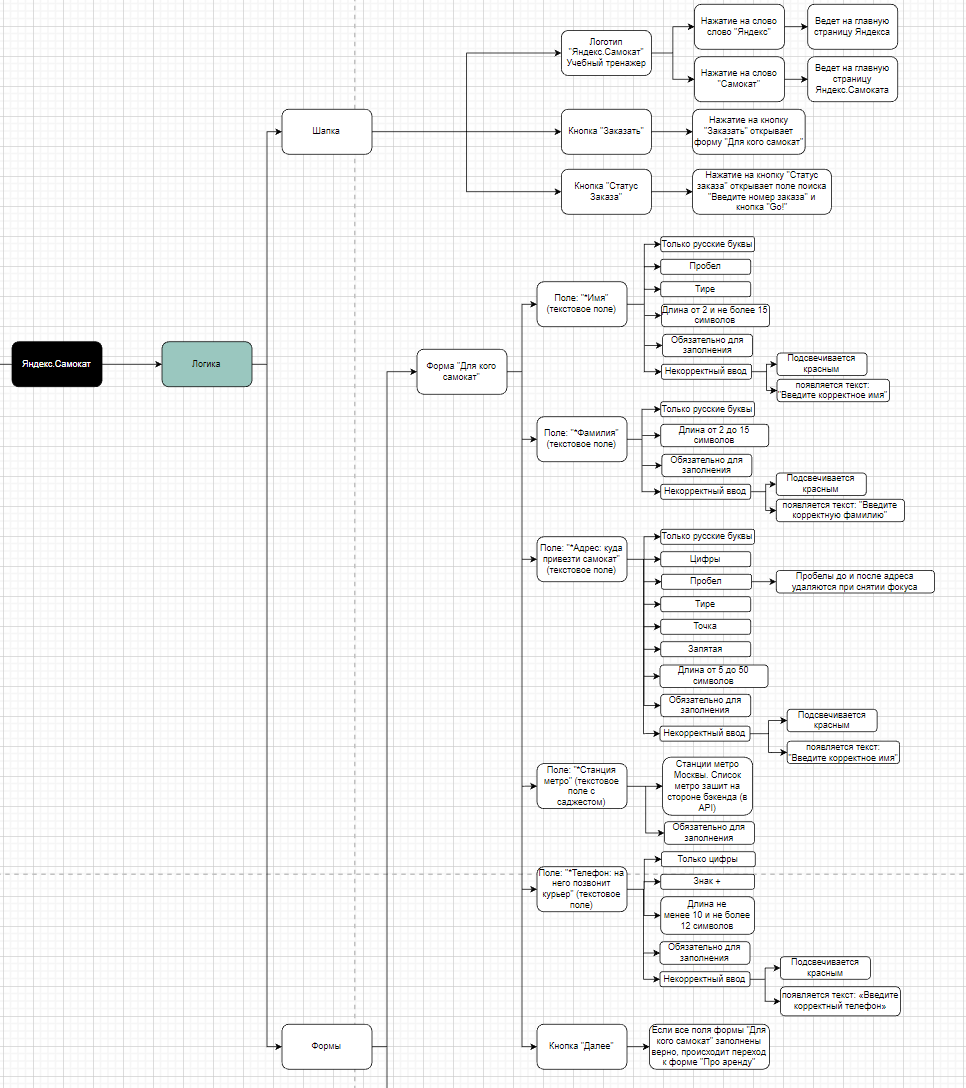 Яндекс.Самокат
Логика
Шапка
Логотип
"Яндекс.Самокат"
Учебный тренажер
Нажатие на слово
слово "Яндекс"
Ведет на главную
страницу Яндекса
Нажатие на слово
"Самокат"
Ведет на главную
страницу
Яндекс.Самоката
Кнопка "Заказать"
Нажатие на кнопку
"Заказать" открывает
форму "Для кого самокат"
Кнопка "Статус
Заказа"
Нажатие на кнопку "Статус
заказа" открывает поле поиска
"Введите номер заказа" и
кнопка "Go!"
Формы
Форма "Для кого
самокат"
Поле: "*Имя"
(текстовое поле)
Только русские буквы
Пробел
Тире
Длина от 2 и не более 15
символов
Обязательно для
заполнения
Некорректный ввод
Подсвечивается
красным
появляется текст:
"Введите корректное имя"
Поле: "*Фамилия"
(текстовое поле)
Только русские буквы
Длина от 2 до 15
символов
Обязательно для
заполнения
Некорректный ввод
Подсвечивается
красным
появляется текст: "Введите
корректную фамилию"
Поле: "*Адрес: куда
привезти самокат"
(текстовое поле)
Только русские буквы
Цифры
Пробел
Пробелы до и после адреса
удаляются при снятии фокуса
Тире
Точка
Запятая
Длина от 5 до 50
символов
Обязательно для
заполнения
Некорректный ввод
Подсвечивается
красным
появляется текст:
"Введите корректное имя"
Поле: "*Станция
метро" (текстовое
поле с
саджестом)
Станции метро
Москвы. Список
метро зашит на
стороне бэкенда (в
API)
Обязательно для
заполнения
Поле: "*Телефон: на
него позвонит
курьер" (текстовое
поле)
Только цифры
Знак +
Длина не
менее 10 и не более
12 символов
Обязательно для
заполнения
Некорректный ввод
Подсвечивается
красным
появляется текст: «Введите
корректный телефон»
Кнопка "Далее"
Если все поля формы "Для
кого самокат" заполнены
верно, происходит переход
к форме "Про аренду"